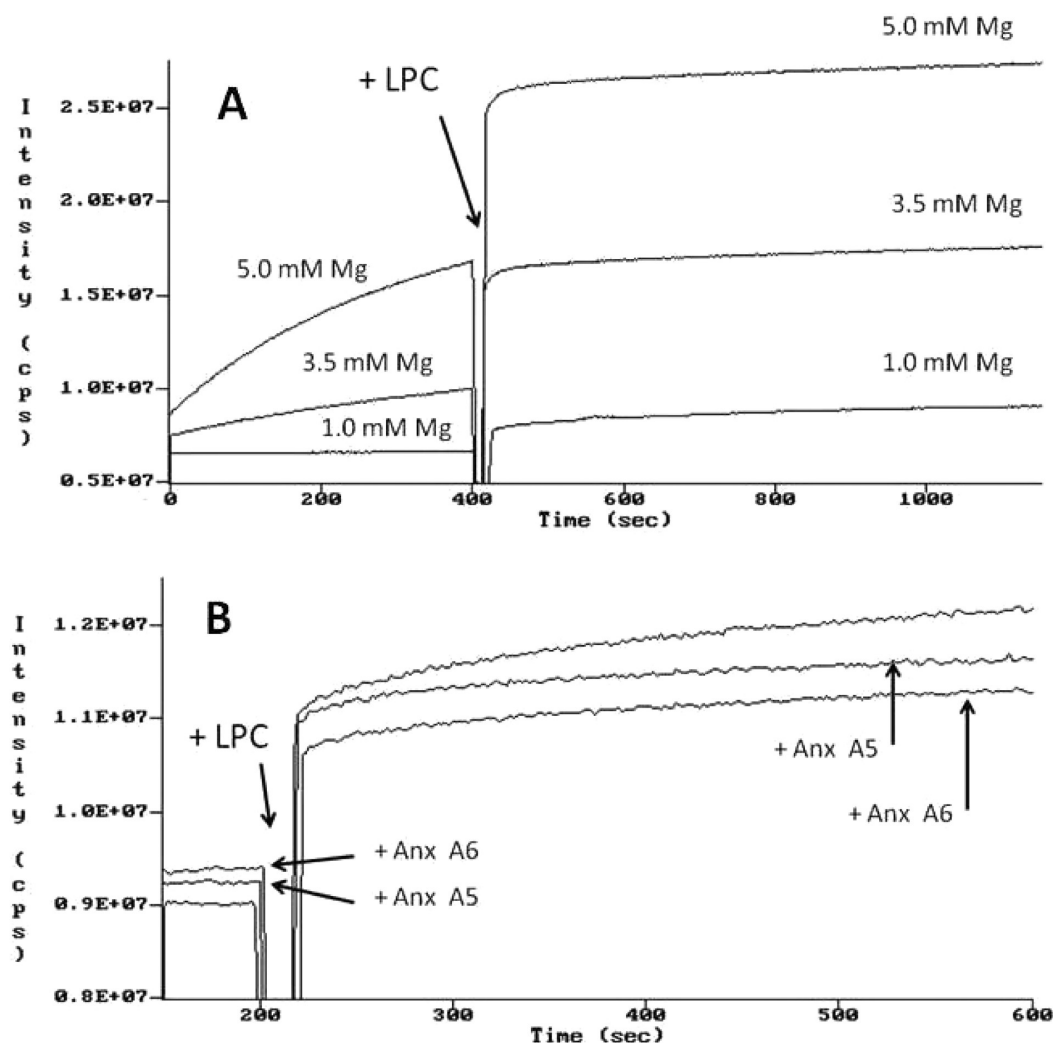 5.0 mM Mg
A
+ LPC
Intensity (cps)
2.5E+07
2.0E+07
3.5 mM Mg
5.0 mM Mg
1.5E+07
3.5 mM Mg
1.0 mM Mg
1.0E+07
1.0 mM Mg
0.5E+07
0 200 400 600 800 1000
Time (sec)
B
Intensity (cps)
1.2E+07
1.1E+07
+ LPC
+ Anx A5
1.0E+07
+ Anx A6
+ Anx A6
+ Anx A5
0.9E+07
0.8E+07
200 300 400 500 600
Time (sec)